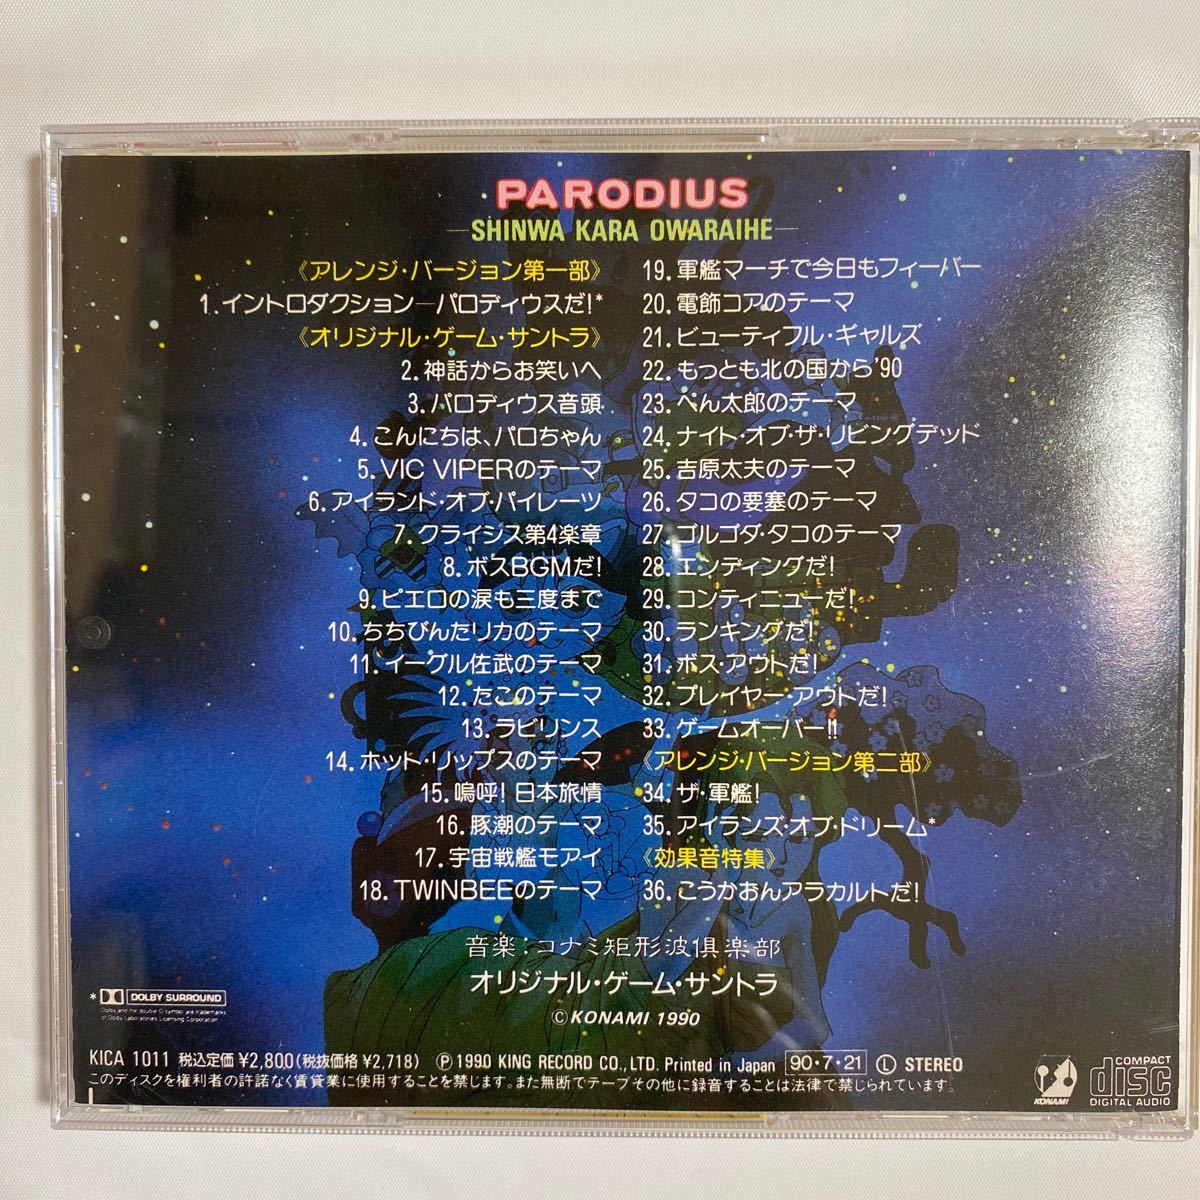 PARODIUS
SHINWA KARA OWARAIHE
《アレンジ・バージョン第一部》
1.イントロダクション―パロディウスだ!*
《オリジナル・ゲーム・サントラ》
2.神話からお笑いへ
3.パロディウス音頭
4.こんにちは、パロちゃん
5.VIC VIPERのテーマ
6.アイランド・オブ・パイレーツ
7.クライシス第4楽章
8.ボスBGMだ!
9.ピエロの涙も三度まで
10.ちちびんたリカのテーマ
11.イーグル佐武のテーマ
12.たこのテーマ
13.ラビリンス
14.ホット・リップスのテーマ
15.嗚呼!日本旅情
16.豚潮のテーマ
17.宇宙戦艦モアイ
18.TWINBEEのテーマ
19.軍艦マーチで今日もフィーバー
20.電飾コアのテーマ
21.ビューティフル・ギャルズ
22.もっとも北の国から'90
23.ぺん太郎のテーマ
24.ナイト・オブ・ザ・リビングデッド
25.吉原太夫のテーマ
26.タコの要塞のテーマ
27.ゴルゴダ・タコのテーマ
28.エンディングだ!
29.コンティニューだ!
30.ランキングだ!
31.ボス・アウトだ!
32.プレイヤー・アウトだ!
33.ゲームオーバー!!
《アレンジ・バージョン第二部》
34.ザ・軍艦!
35.アイランズ・オブ・ドリーム*
《効果音特集》
36.こうかおんアラカルトだ!
音楽:コナミ矩形波倶楽部
オリジナル・ゲーム・サントラ
©KONAMI 1990
* DOLBY SURROUND
Dolby and the double D symbol are trademarks
of Dolby Laboratories Licensing Corporation
KICA 1011 税込定価¥2,800(税抜価格¥2,718) Ⓟ1990 KING RECORD CO., LTD. Printed in Japan 90・7・21 Ⓛ STEREO
このディスクを権利者の許諾なく賃貸業に使用することを禁じます。また無断でテープその他に録音することは法律で禁じられています。
KONAMI
COMPACT
disc
DIGITAL AUDIO